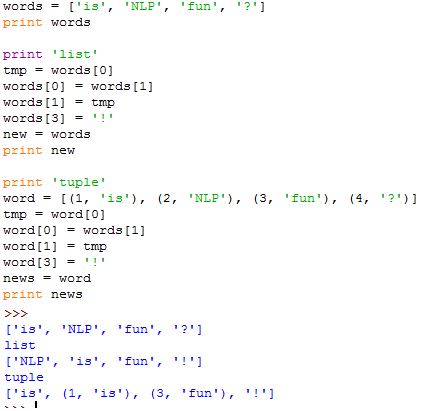 words = ['is', 'NLP', 'fun', '?']
print words
print 'list'
tmp = words[0]
words[0] = words[1]
words[1] = tmp
words[3] = '!'
new = words
print new
print 'tuple'
word = [(1, 'is'), (2, 'NLP'), (3, 'fun'), (4, '?')]
tmp = word[0]
word[0] = words[1]
word[1] = tmp
word[3] = '!'
news = word
print news
>>>
['is', 'NLP', 'fun', '?']
list
['NLP', 'is', 'fun', '!']
tuple
['is', (1, 'is'), (3, 'fun'), '!']
>>>